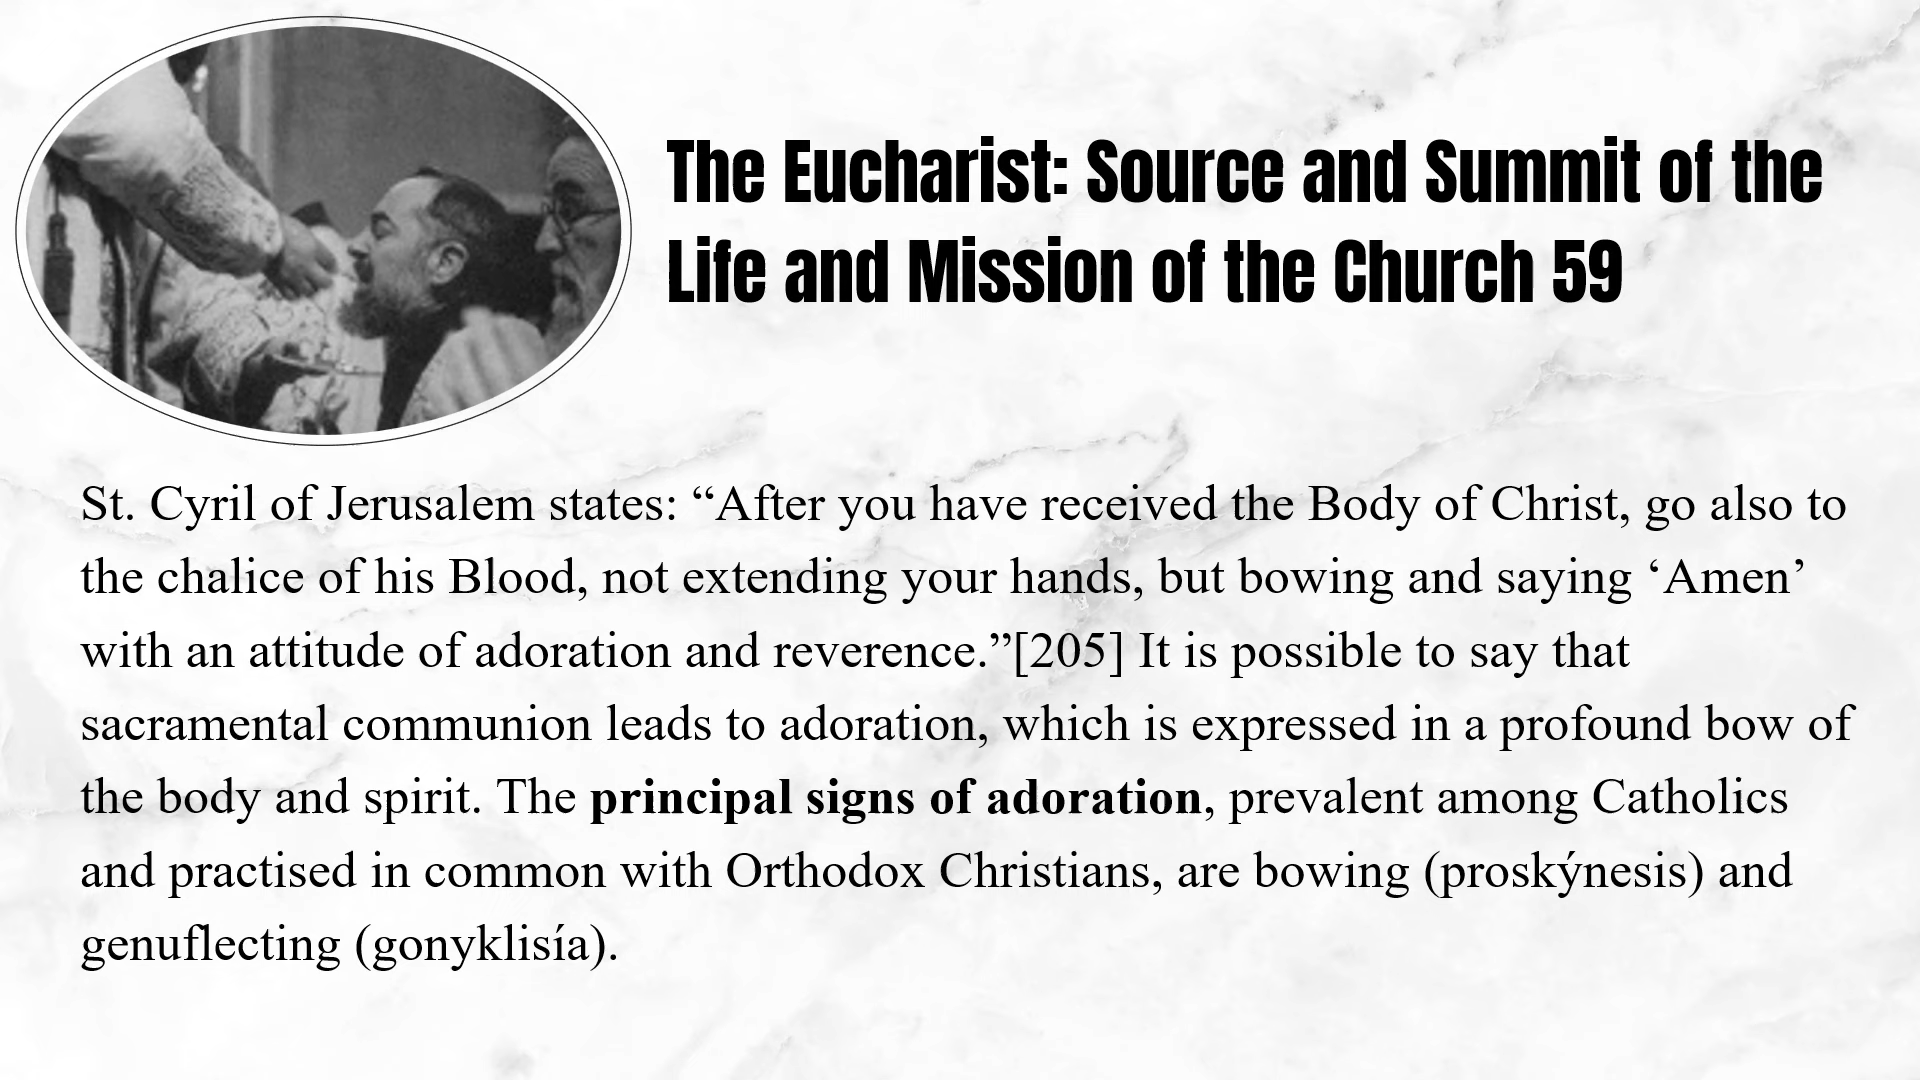 The Eucharist: Source and Summit of the
Life and Mission of the Church 59
St. Cyril of Jerusalem states: “After you have received the Body of Christ, go also to
the chalice of his Blood, not extending your hands, but bowing and saying ‘Amen’
with an attitude of adoration and reverence.”[205] It is possible to say that
sacramental communion leads to adoration, which is expressed in a profound bow of
the body and spirit. The principal signs of adoration, prevalent among Catholics
and practised in common with Orthodox Christians, are bowing (proskýnesis) and
genuflecting (gonyklisía).